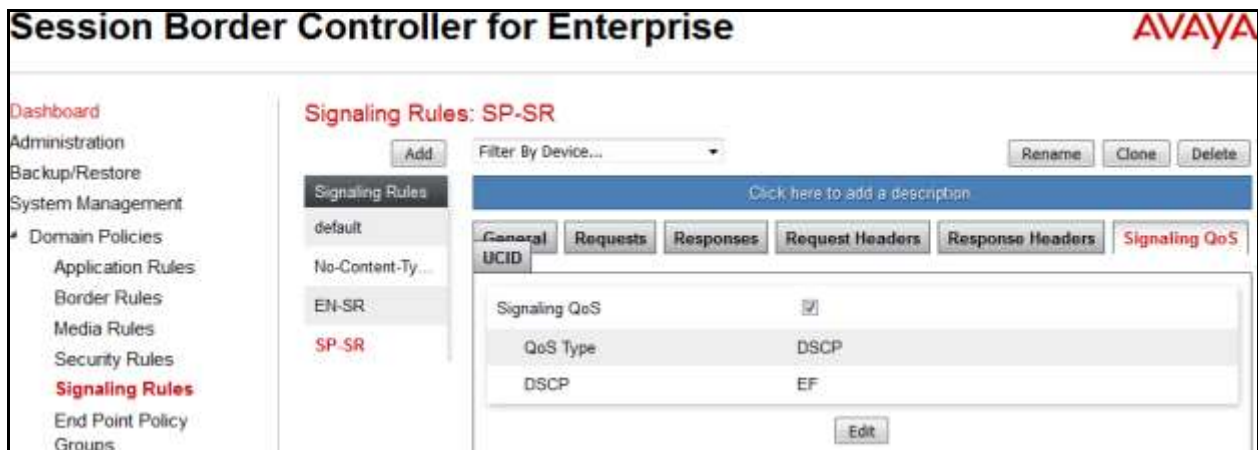 Session Border Controller for Enterprise
AVAYA
Dashboard
Administration
Backup/Restore
System Management
Domain Policies
Application Rules
Border Rules
Media Rules
Security Rules
Signaling Rules
End Point Policy
Groups
Signaling Rules: SP-SR
Add
Filter By Device...
Rename
Clone
Delete
Signaling Rules
default
No-Content-Ty...
EN-SR
SP-SR
Click here to add a description.
General
Requests
Responses
Request Headers
Response Headers
Signaling QoS
UCID
Signaling QoS
QoS Type
DSCP
DSCP
EF
Edit